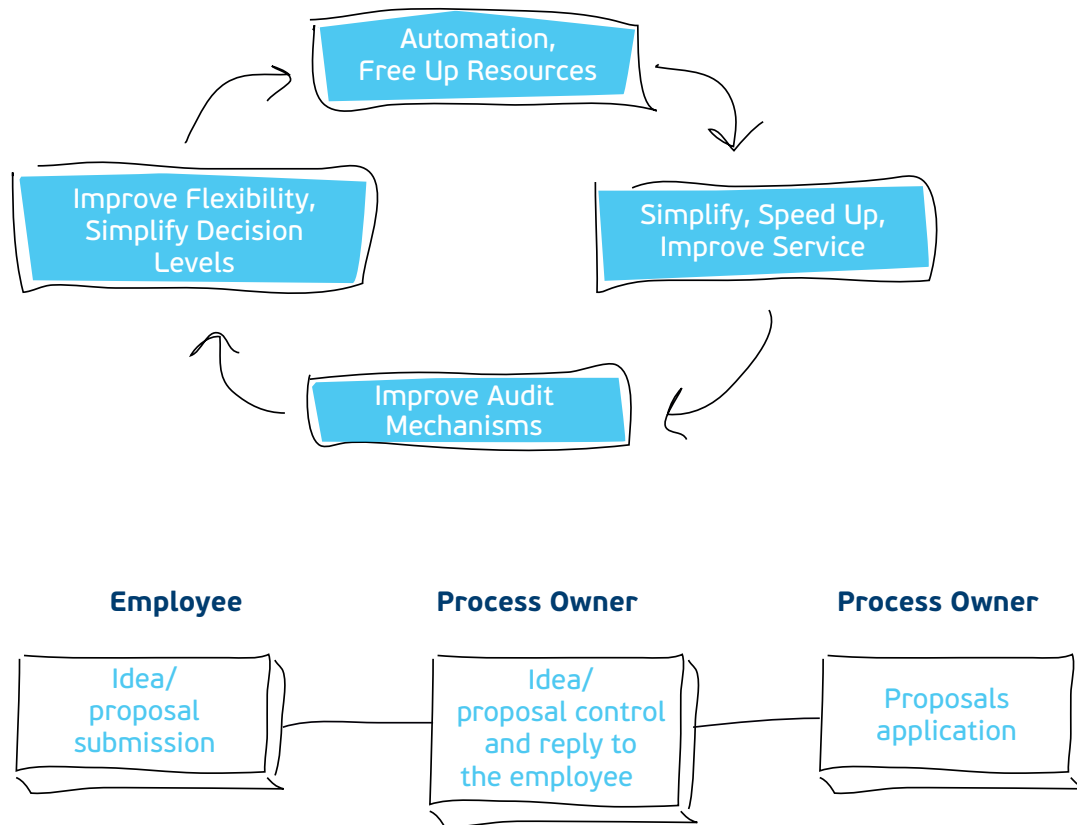 Automation,
Free Up Resources
Improve Flexibility,
Simplify Decision
Levels
Simplify, Speed Up,
Improve Service
Improve Audit
Mechanisms
Employee
Process Owner
Process Owner
Idea/
proposal
submission
Idea/
proposal control
and reply to
the employee
Proposals
application